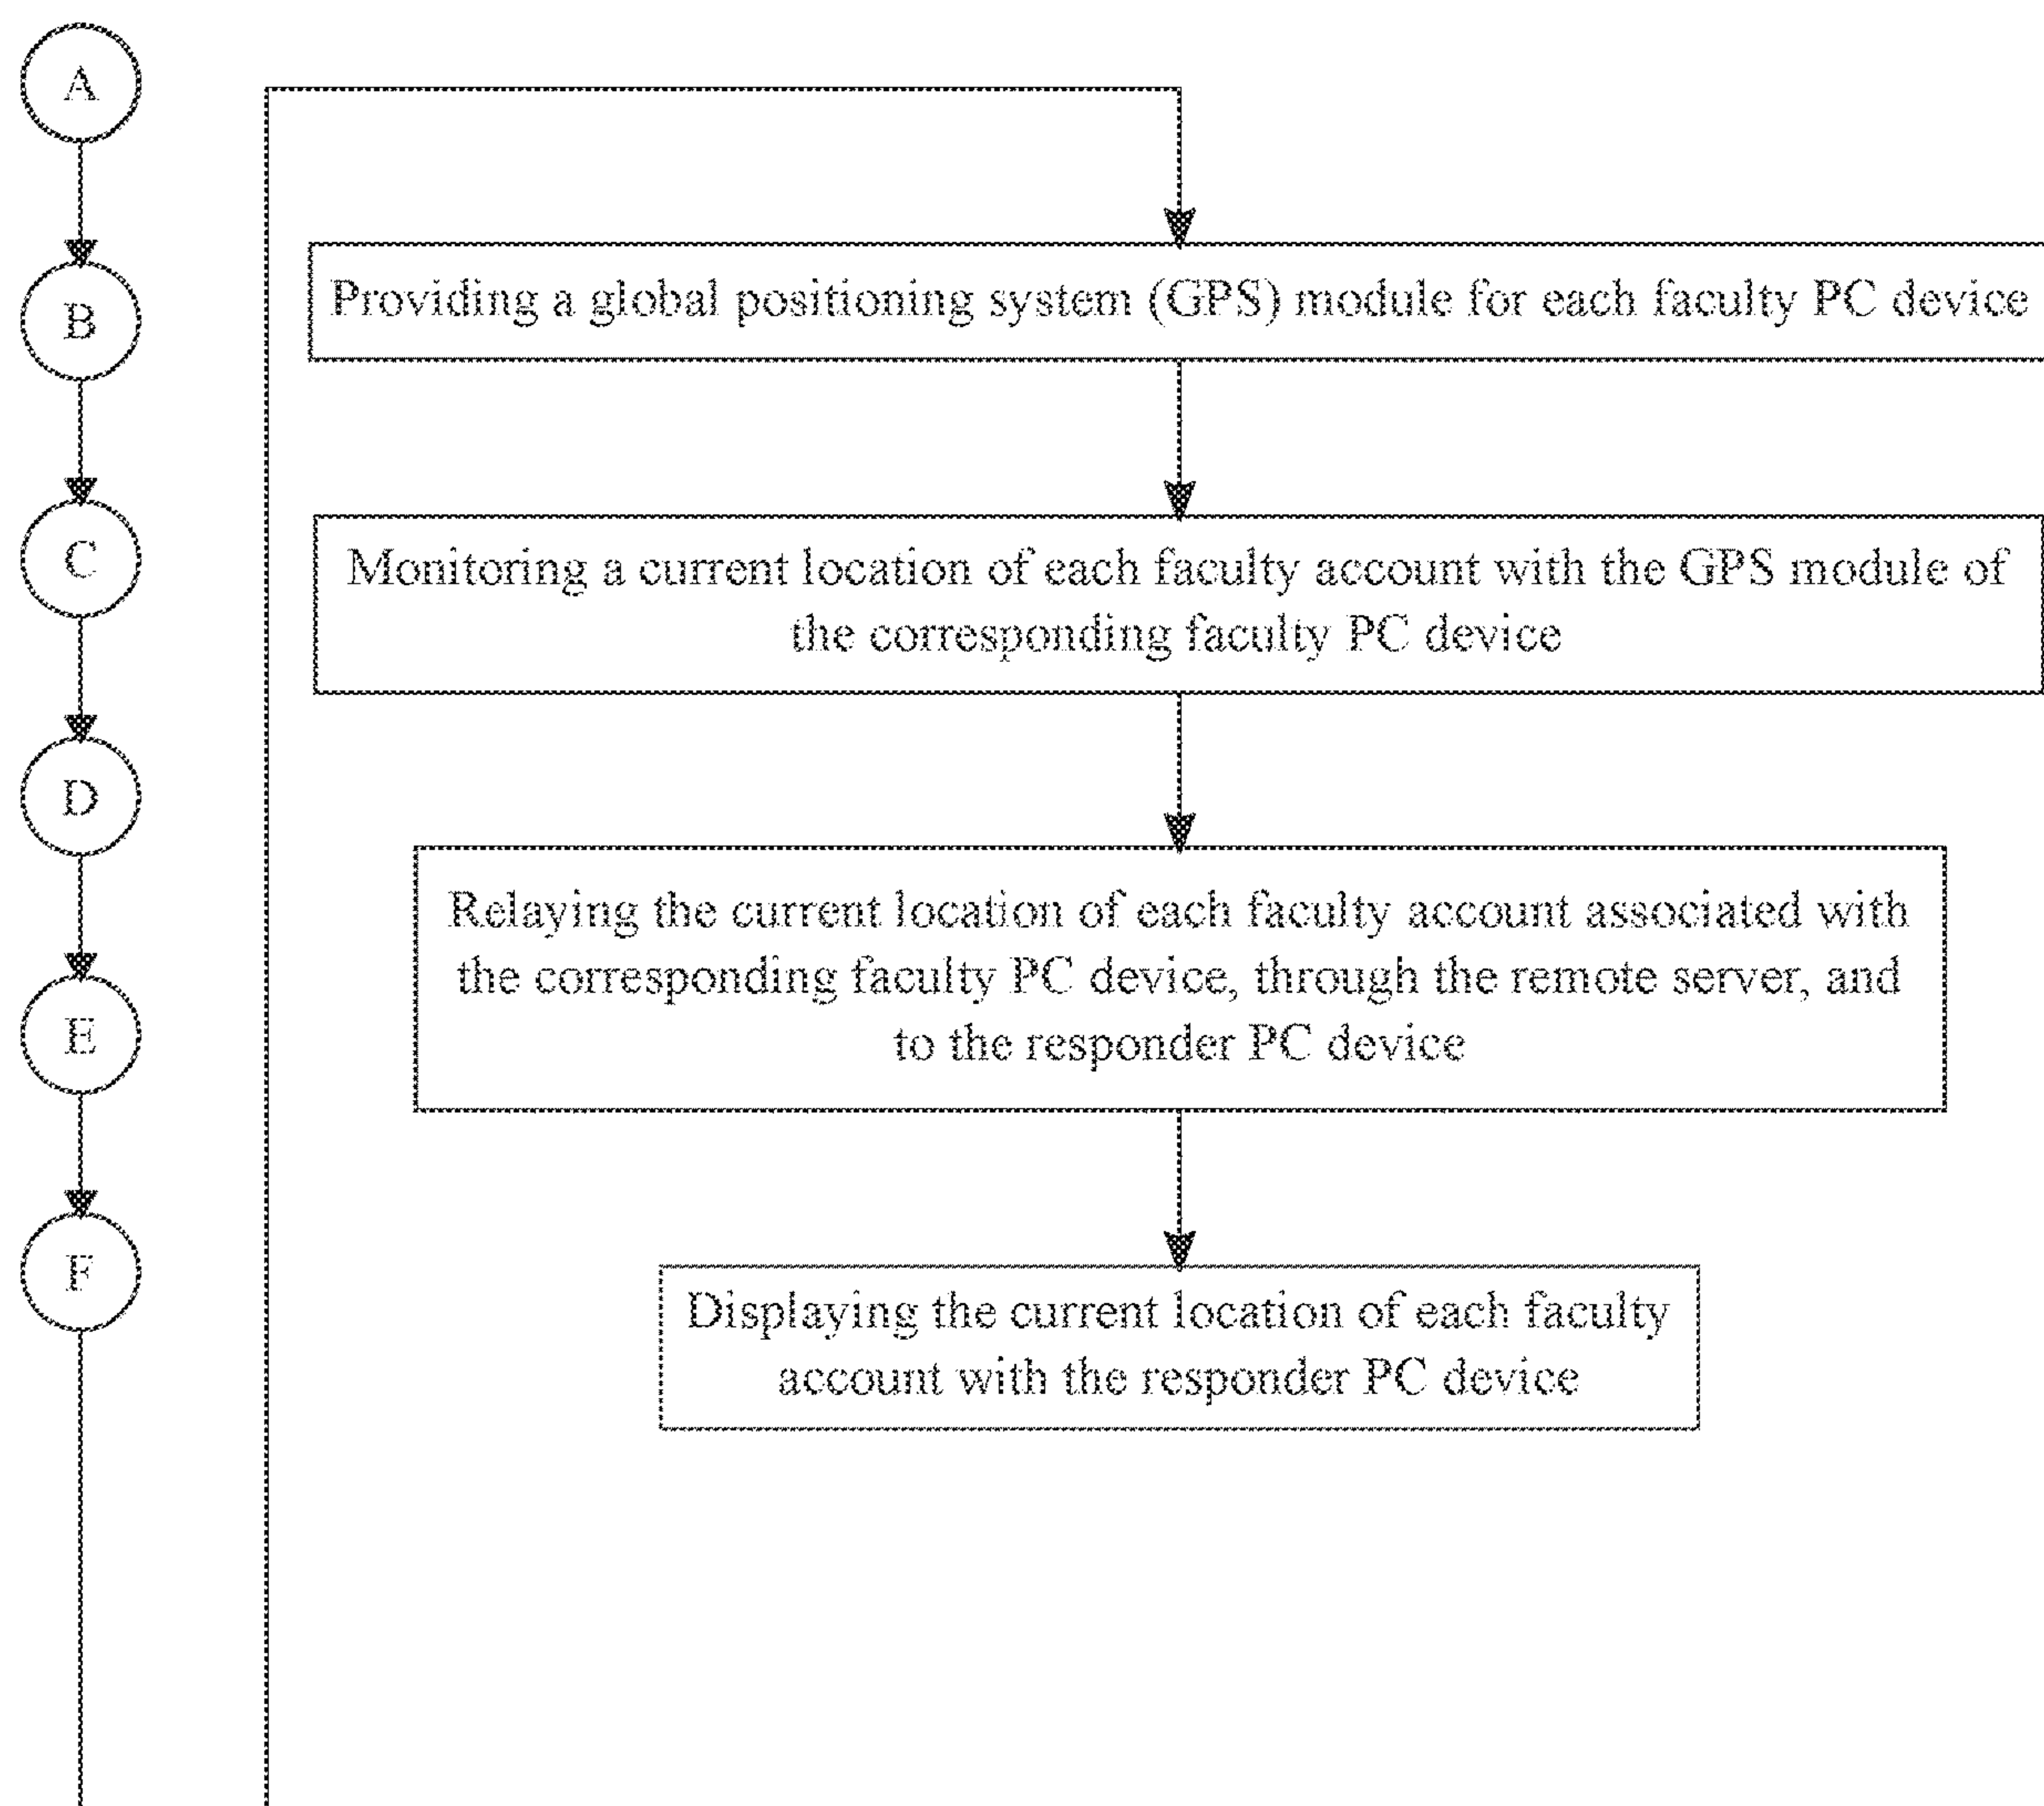 A
B
C
D
E
F
Providing a global positioning system (GPS) module for each faculty PC device
Monitoring a current location of each faculty account with the GPS module of
the corresponding faculty PC device
Relaying the current location of each faculty account associated with
the corresponding faculty PC device, through the remote server, and
to the responder PC device
Displaying the current location of each faculty
account with the responder PC device